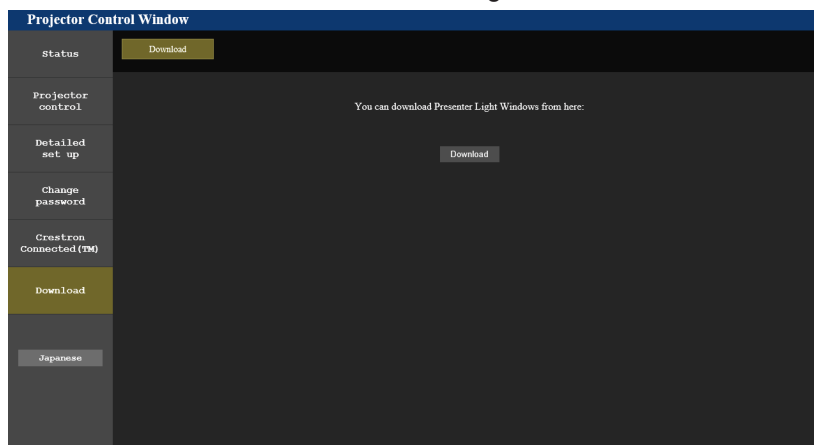 Projector Control Window
Status
Download
Projector
control
You can download Presenter Light Windows from here:
Detailed
set up
Download
Change
password
Crestron
Connected(TM)
Download
Japanese